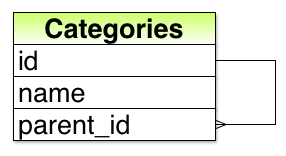 Categories
id
name
parent_id